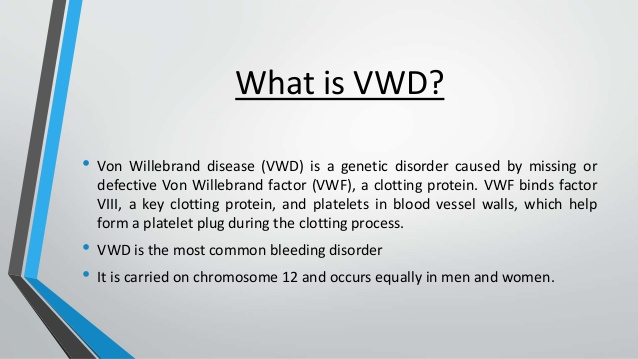 What is VWD?
• Von Willebrand disease (VWD) is a genetic disorder caused by missing or
defective Von Willebrand factor (VWF), a clotting protein. VWF binds factor
VIII, a key clotting protein, and platelets in blood vessel walls, which help
form a platelet plug during the clotting process.
• VWD is the most common bleeding disorder
• It is carried on chromosome 12 and occurs equally in men and women.